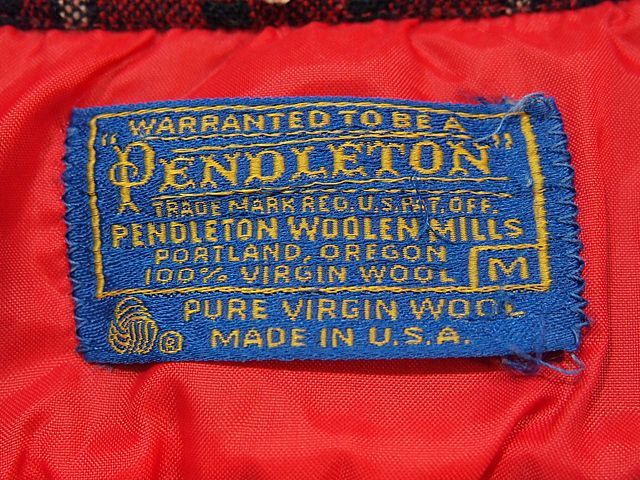 WARRANTED TO BE A
"PENDLETON"
TRADE MARK REG. U.S. PAT. OFF.
PENDLETON WOOLEN MILLS
PORTLAND, OREGON
100% VIRGIN WOOL M
PURE VIRGIN WOOL
® MADE IN U.S.A.